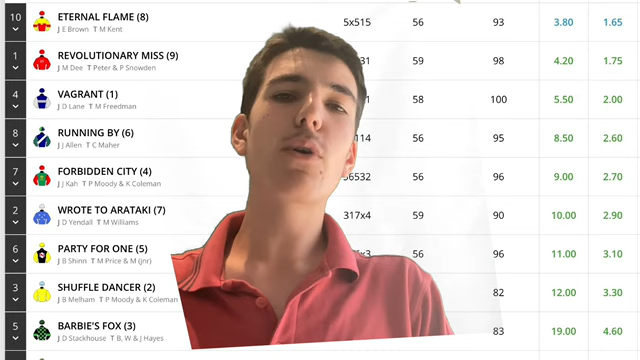 10 ETERNAL FLAME (8) 5x515 56 93 3.80 1.65
J E Brown T M Kent
1 REVOLUTIONARY MISS (9) 31 59 98 4.20 1.75
J M Dee T Peter & P Snowden
4 VAGRANT (1) 1 58 100 5.50 2.00
J D Lane T M Freedman
8 RUNNING BY (6) 114 56 95 8.50 2.60
J J Allen T C Maher
7 FORBIDDEN CITY (4) 56532 56 96 9.00 2.70
J J Kah T P Moody & K Coleman
2 WROTE TO ARATAKI (7) 317x4 59 90 10.00 2.90
J D Yendall T M Williams
6 PARTY FOR ONE (5) x3 56 96 11.00 3.10
J B Shinn T M Price & M (jnr)
3 SHUFFLE DANCER (2) 82 12.00 3.30
J B Melham T P Moody & K Coleman
5 BARBIE'S FOX (3) 83 19.00 4.60
J D Stackhouse T B, W & J Hayes